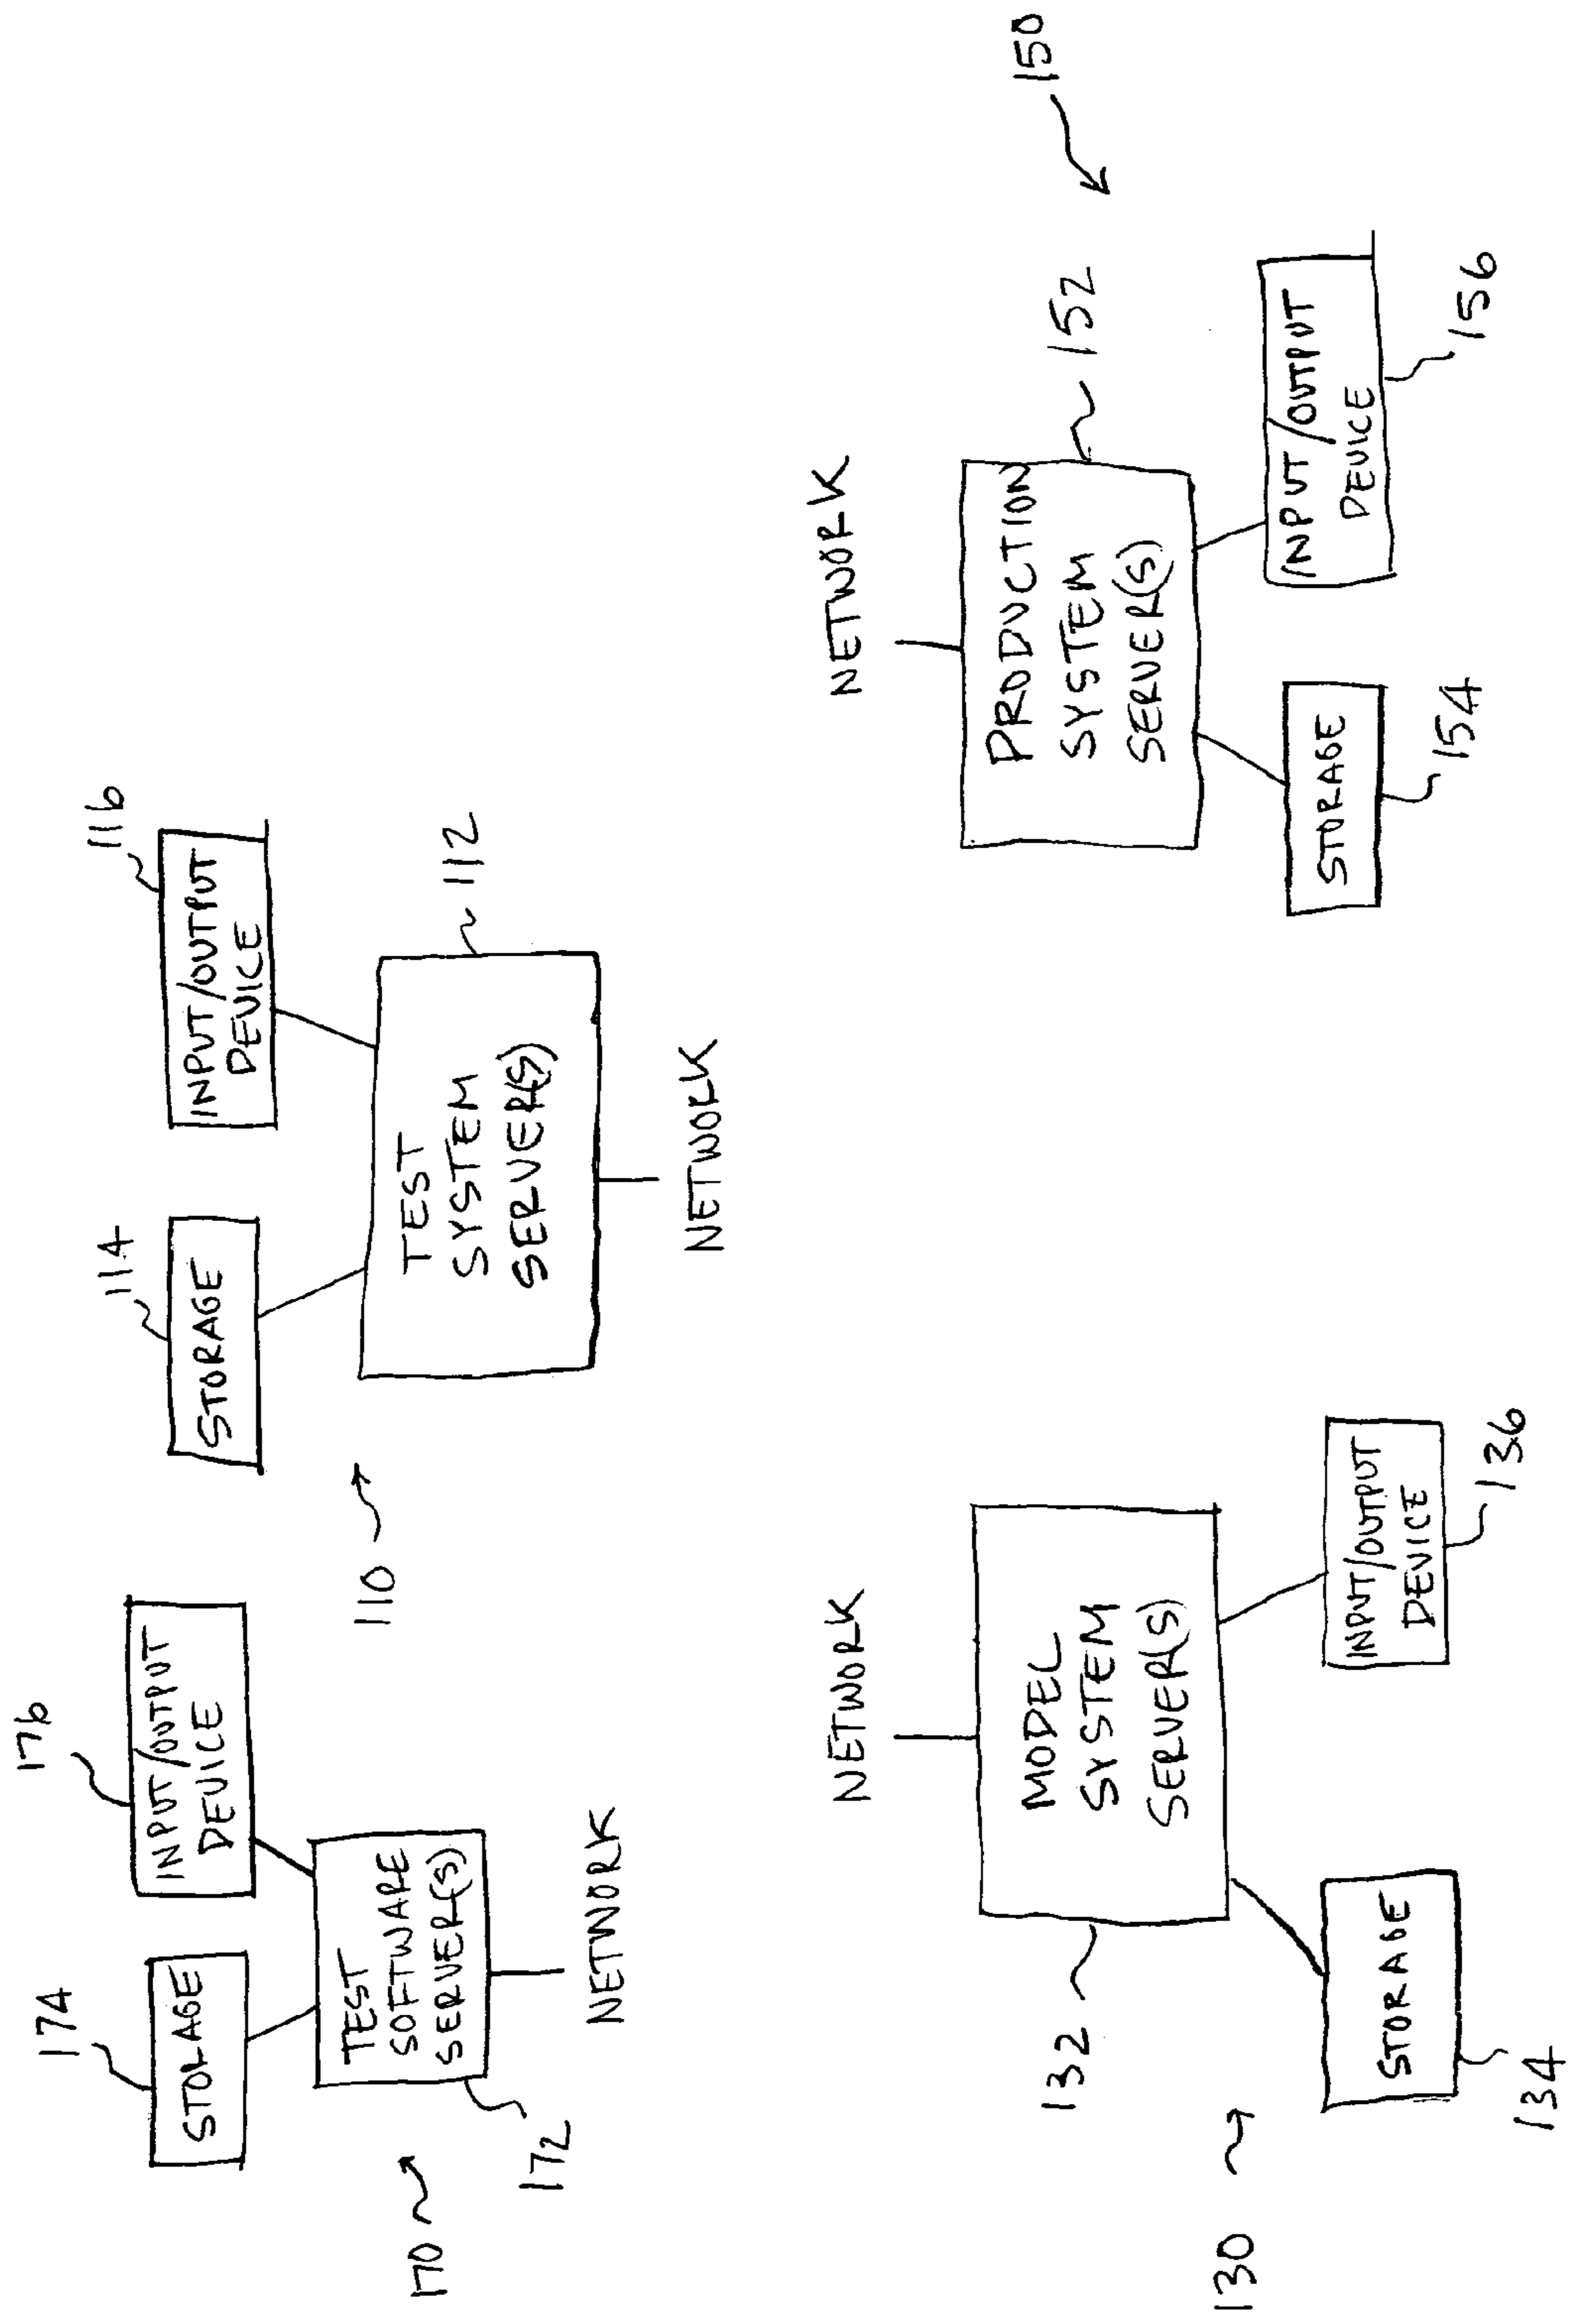 174
176
STORAGE
INPUT/OUTPUT
DEVICE
TEST
SOFTWARE
SERVER(S)
172
170
NETWORK
114
116
STORAGE
INPUT/OUTPUT
DEVICE
110
TEST
SYSTEM
SERVER(S)
112
NETWORK
NETWORK
132
MODEL
SYSTEM
SERVER(S)
130
STORAGE
134
INPUT/OUTPUT
DEVICE
136
NETWORK
150
PRODUCTION
SYSTEM
SERVER(S)
152
STORAGE
154
INPUT/OUTPUT
DEVICE
156